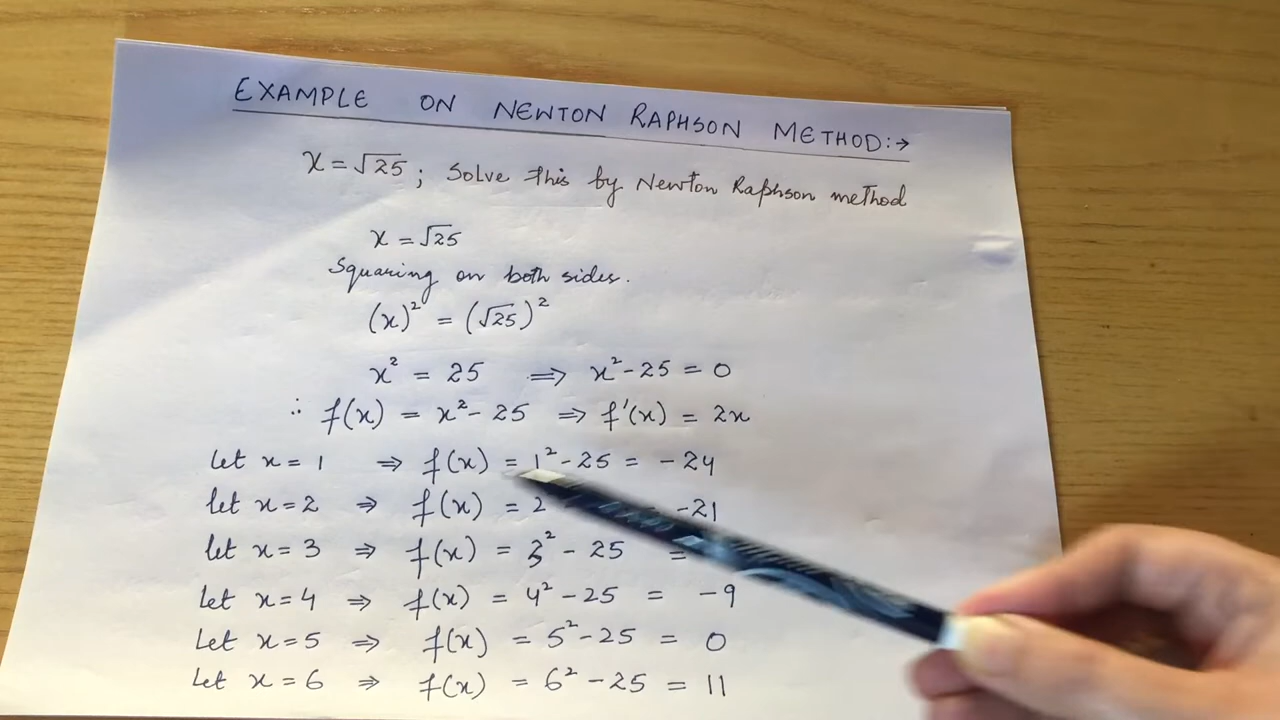 EXAMPLE ON NEWTON RAPHSON METHOD:→
x = √25 ; Solve this by Newton Raphson method
x = √25
Squaring on both sides.
(x)² = (√25)²
x² = 25 ⇒ x² - 25 = 0
∴ f(x) = x² - 25 ⇒ f'(x) = 2x
Let x = 1 ⇒ f(x) = 1² - 25 = - 24
let x = 2 ⇒ f(x) = 2 -21
let x = 3 ⇒ f(x) = 3² - 25 =
Let x = 4 ⇒ f(x) = 4² - 25 = - 9
Let x = 5 ⇒ f(x) = 5² - 25 = 0
Let x = 6 ⇒ f(x) = 6² - 25 = 11